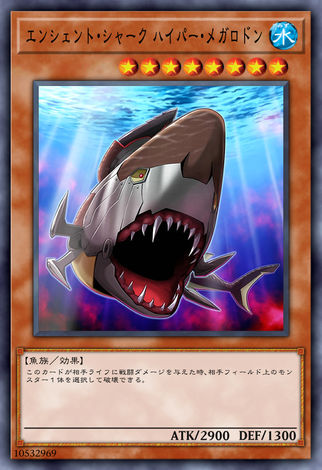 エンシェント・シャーク ハイパー・メガロドン
水
【魚族／効果】
このカードが相手ライフに戦闘ダメージを与えた時、相手フィールド上のモ
ンスター１体を選択して破壊できる。
ATK/2900 DEF/1300
10532969